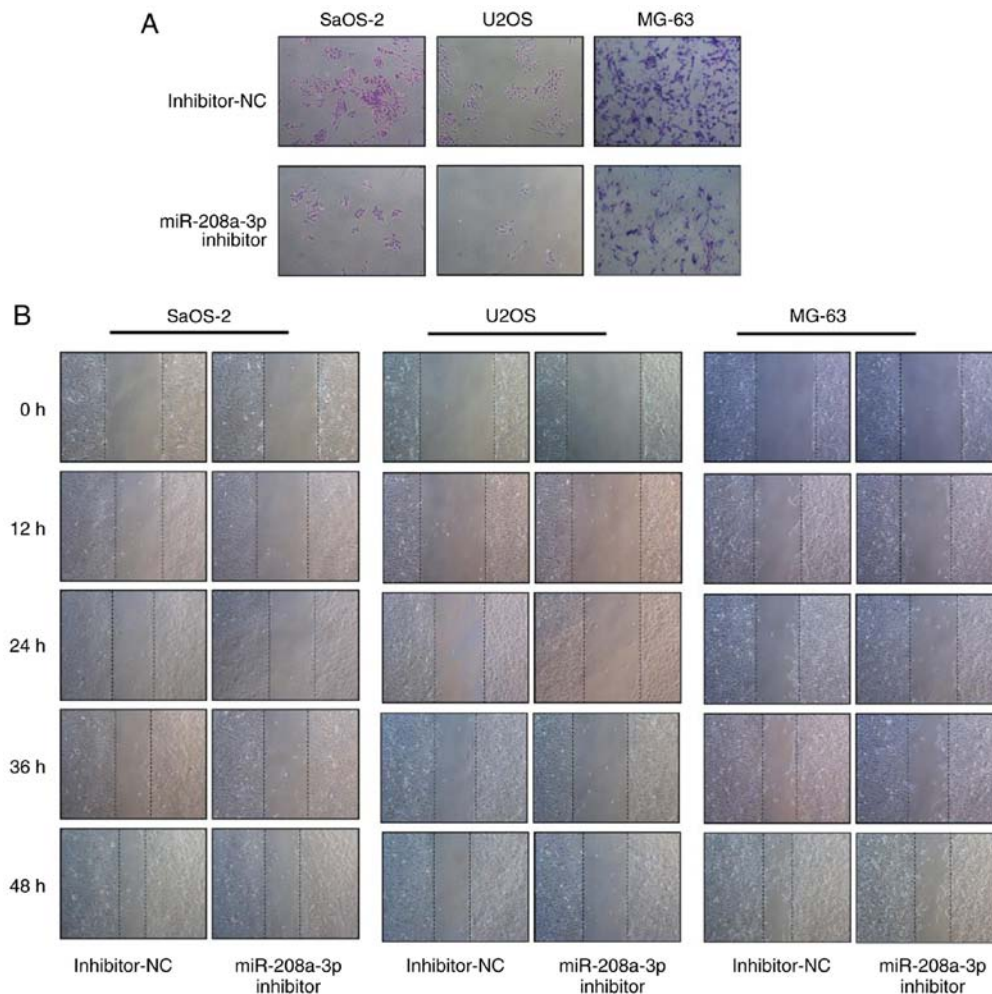 A
SaOS-2 U2OS MG-63
Inhibitor-NC
miR-208a-3p
inhibitor
B
SaOS-2 U2OS MG-63
0 h
12 h
24 h
36 h
48 h
Inhibitor-NC miR-208a-3p inhibitor Inhibitor-NC miR-208a-3p inhibitor Inhibitor-NC miR-208a-3p inhibitor